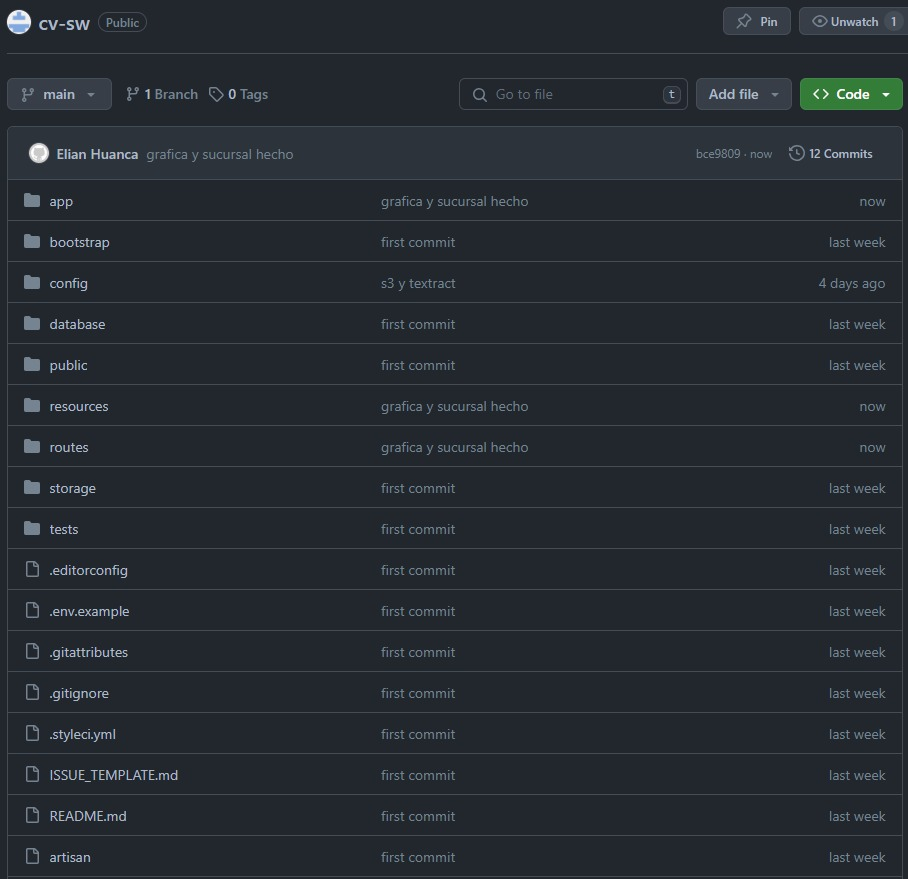 cv-sw Public Pin Unwatch 1
main 1 Branch 0 Tags Go to file t Add file <> Code
Elian Huanca grafica y sucursal hecho bce9809 · now 12 Commits
app grafica y sucursal hecho now
bootstrap first commit last week
config s3 y textract 4 days ago
database first commit last week
public first commit last week
resources grafica y sucursal hecho now
routes grafica y sucursal hecho now
storage first commit last week
tests first commit last week
.editorconfig first commit last week
.env.example first commit last week
.gitattributes first commit last week
.gitignore first commit last week
.styleci.yml first commit last week
ISSUE_TEMPLATE.md first commit last week
README.md first commit last week
artisan first commit last week